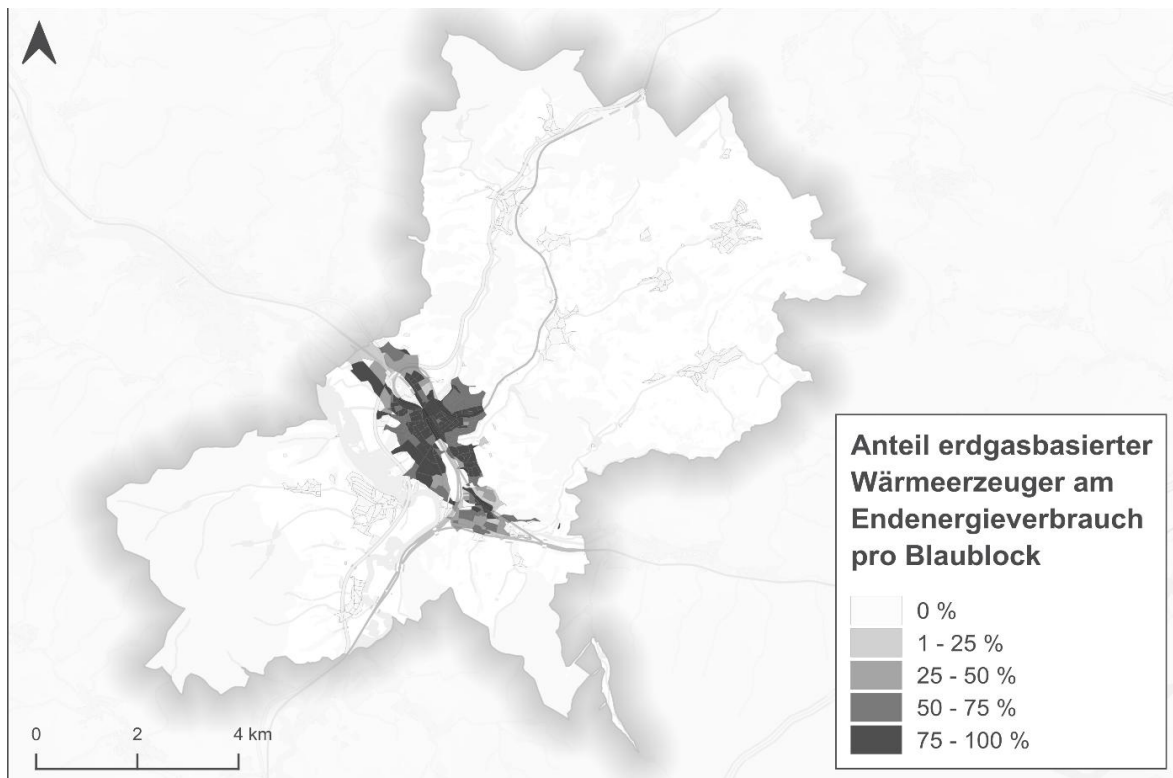 Anteil erdgasbasierter
Wärmeerzeuger am
Endenergieverbrauch
pro Blaublock
0 %
1 - 25 %
25 - 50 %
50 - 75 %
75 - 100 %
0 2 4 km